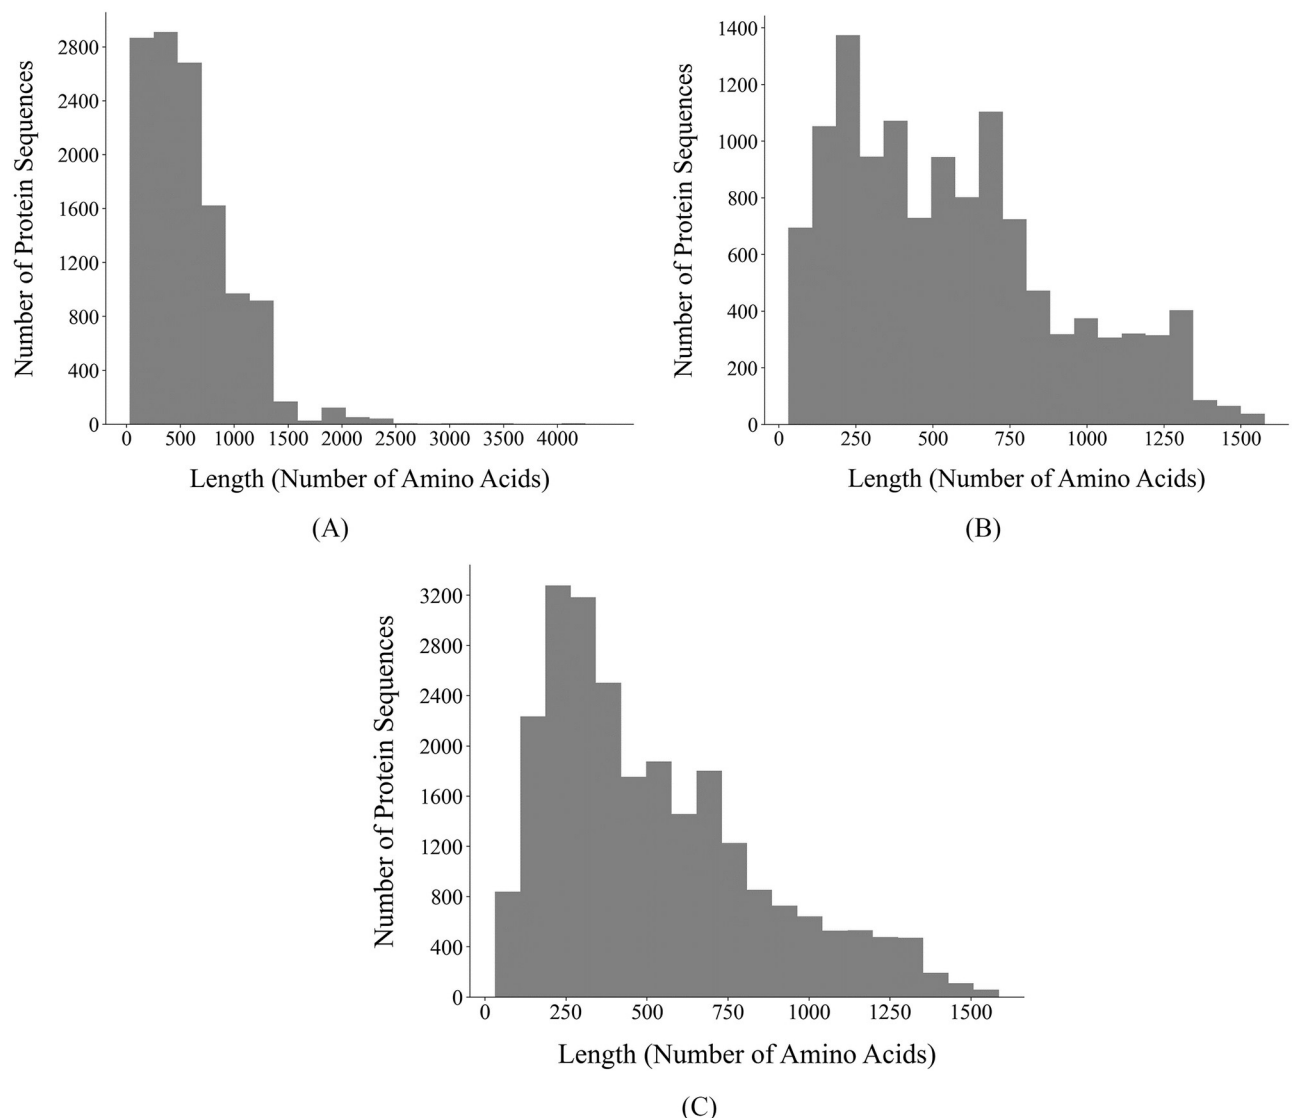 2800
2400
2000
1600
1200
800
400
0
Number of Protein Sequences
0 500 1000 1500 2000 2500 3000 3500 4000
Length (Number of Amino Acids)
(A)
1400
1200
1000
800
600
400
200
0
Number of Protein Sequences
0 250 500 750 1000 1250 1500
Length (Number of Amino Acids)
(B)
3200
2800
2400
2000
1600
1200
800
400
0
Number of Protein Sequences
0 250 500 750 1000 1250 1500
Length (Number of Amino Acids)
(C)